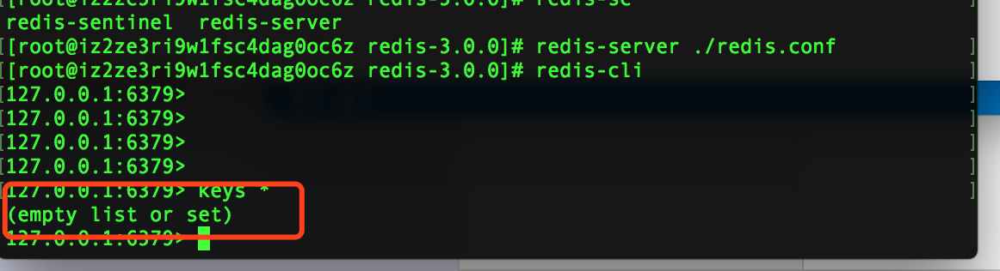 [[root@iz2ze3ri9w1fsc4dag0oc6z redis-3.0.0]# redis-se
redis-sentinel  redis-server
[[root@iz2ze3ri9w1fsc4dag0oc6z redis-3.0.0]# redis-server ./redis.conf ]
[[root@iz2ze3ri9w1fsc4dag0oc6z redis-3.0.0]# redis-cli ]
[127.0.0.1:6379> ]
[127.0.0.1:6379> ]
[127.0.0.1:6379> ]
[127.0.0.1:6379> ]
[127.0.0.1:6379> keys * ]
(empty list or set)
127.0.0.1:6379>